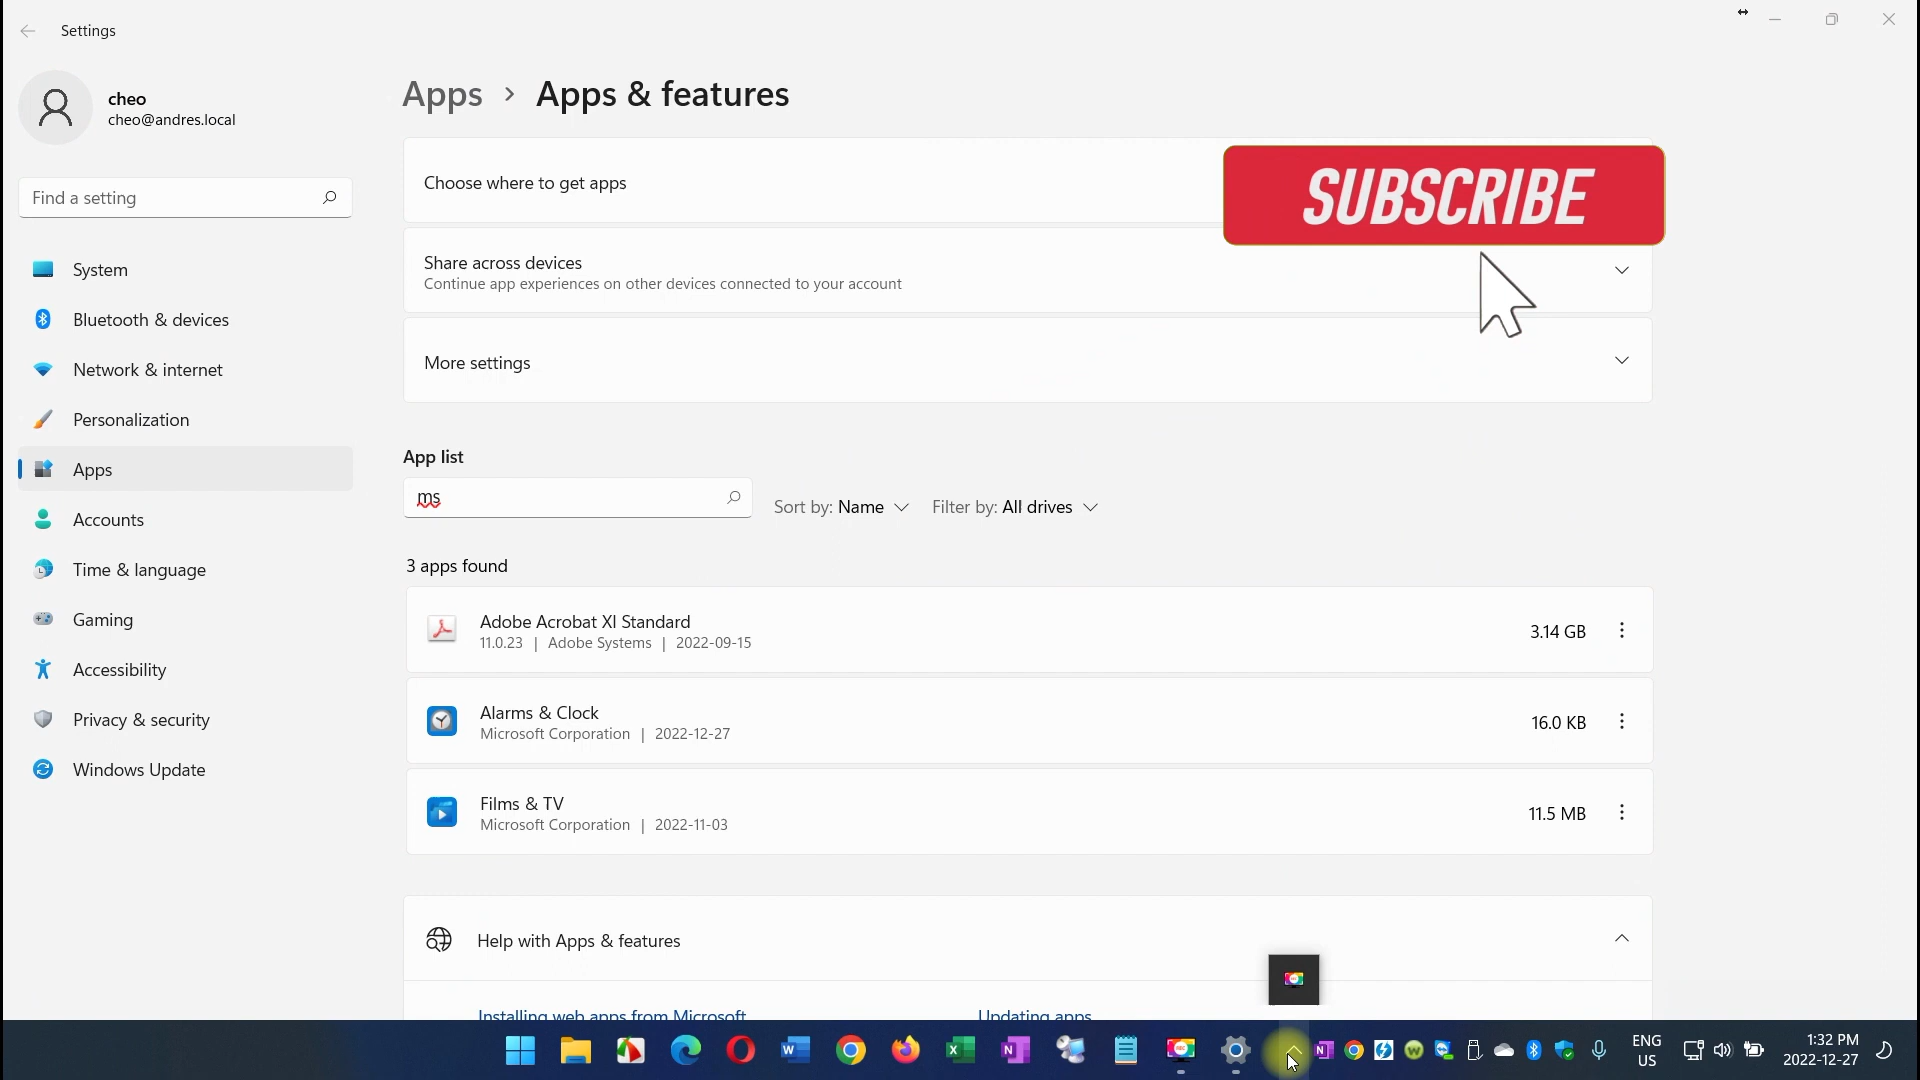 Settings
cheo
cheo@andres.local
Find a setting
System
Bluetooth & devices
Network & internet
Personalization
Apps
Accounts
Time & language
Gaming
Accessibility
Privacy & security
Windows Update
Apps > Apps & features
Choose where to get apps
SUBSCRIBE
Share across devices
Continue app experiences on other devices connected to your account
More settings
App list
ms
Sort by: Name
Filter by: All drives
3 apps found
Adobe Acrobat XI Standard
11.0.23 | Adobe Systems | 2022-09-15
3.14 GB
Alarms & Clock
Microsoft Corporation | 2022-12-27
16.0 KB
Films & TV
Microsoft Corporation | 2022-11-03
11.5 MB
Help with Apps & features
Installing web apps from Microsoft
Updating apps
ENG
US
1:32 PM
2022-12-27